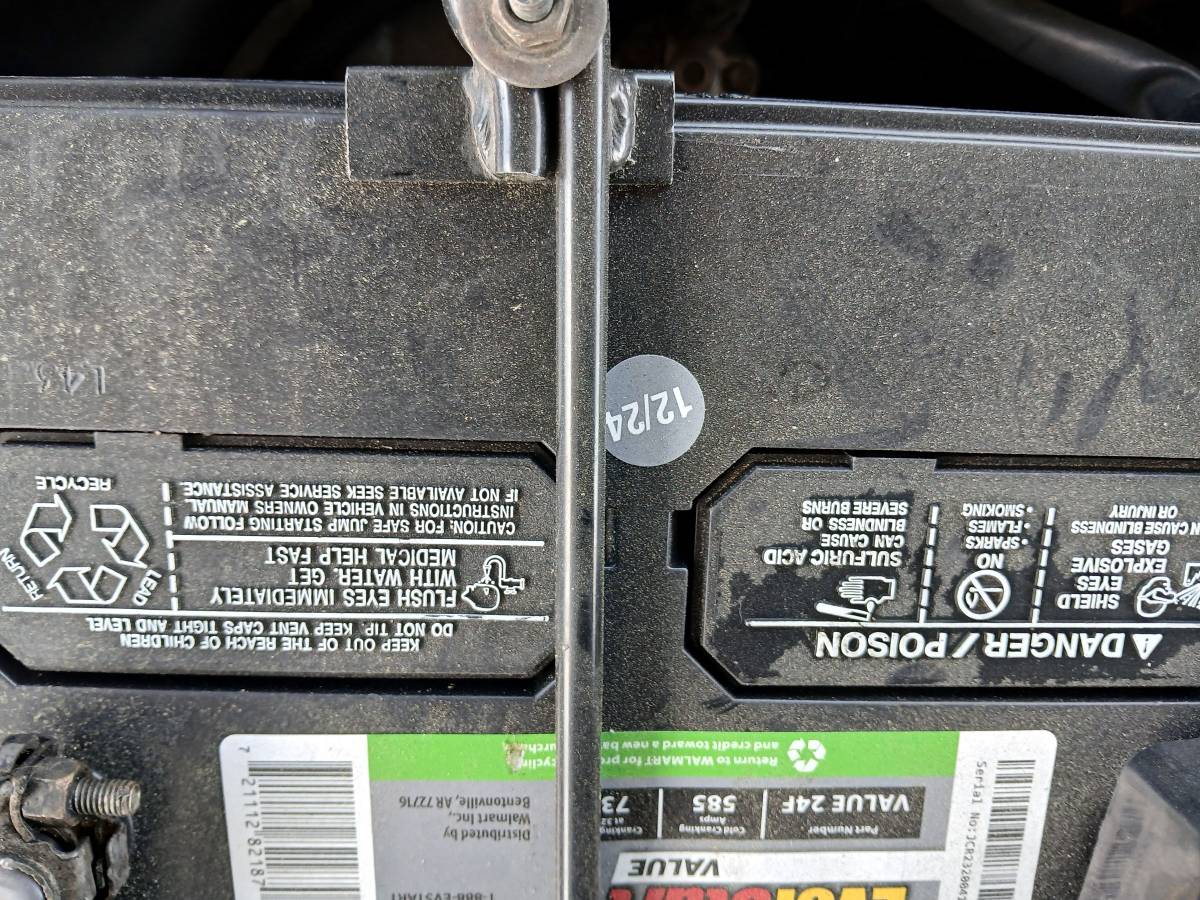 EverStart
VALUE
Part Number
VALUE 24F
Cold Cranking
Amps
585
Cranking
at 32
73
Return to WALMART for pro
and credit toward a new ba
Serial No:JCR2320041
Distributed by
Walmart Inc.,
Bentonville, AR 72716
1-888-EVSTART
7 21112 82187
⚠ DANGER / POISON
SHIELD
EYES
EXPLOSIVE
GASES
N CAUSE BLINDNESS
OR INJURY
NO
• SPARKS
• FLAMES
• SMOKING
SULFURIC ACID
CAN CAUSE
BLINDNESS OR
SEVERE BURNS
KEEP OUT OF THE REACH OF CHILDREN
DO NOT TIP. KEEP VENT CAPS TIGHT AND LEVEL
FLUSH EYES IMMEDIATELY
WITH WATER. GET
MEDICAL HELP FAST
CAUTION: FOR SAFE JUMP STARTING FOLLOW
INSTRUCTIONS IN VEHICLE OWNERS MANUAL
IF NOT AVAILABLE SEEK SERVICE ASSISTANCE.
LEAD
RETURN
RECYCLE
12/24